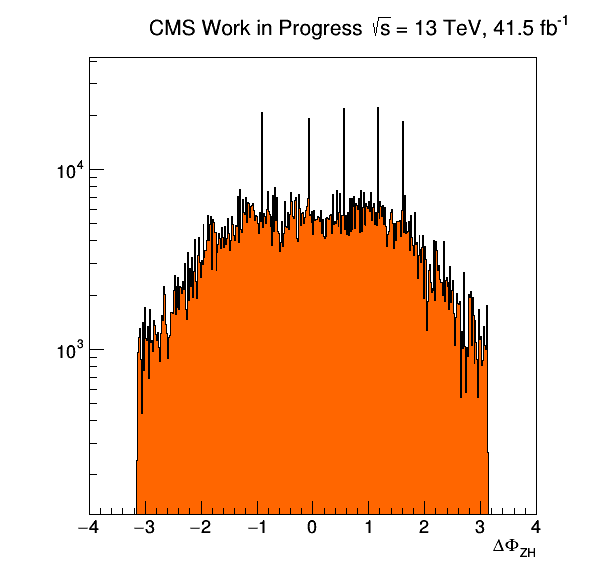 CMS Work in Progress √s = 13 TeV, 41.5 fb⁻¹
10⁴
10³
−4 −3 −2 −1 0 1 2 3 4
ΔΦ_ZH